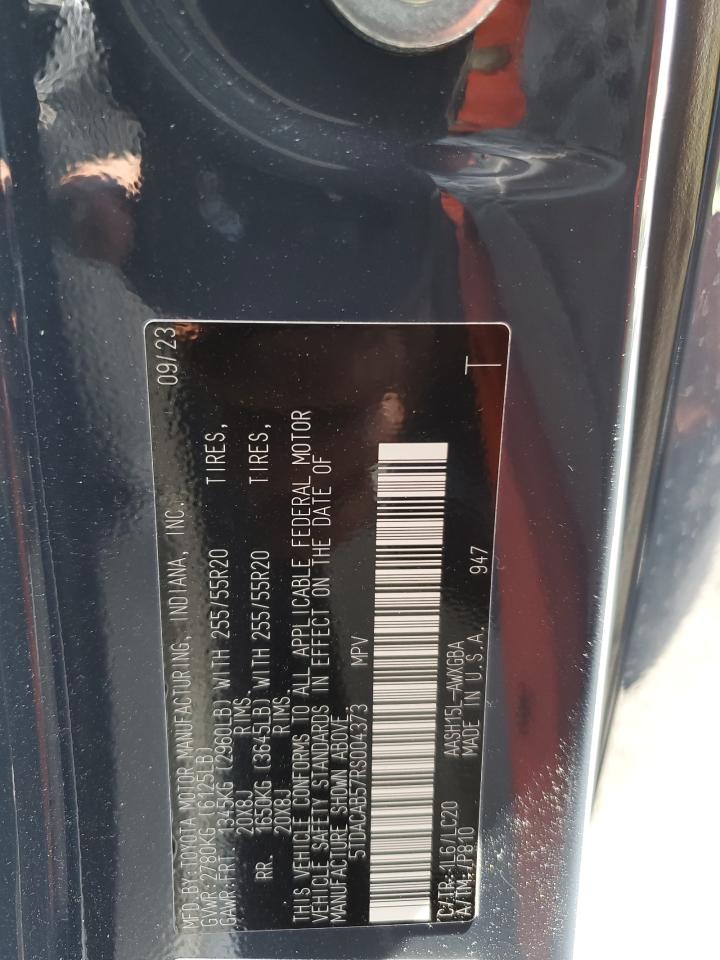 MFD.BY:TOYOTA MOTOR MANUFACTURING, INDIANA, INC. 09/23
GVWR:2780KG (6125LB)
GAWR:FRT. 1345KG (2960LB) WITH 255/55R20 TIRES,
20X8J RIMS.
RR. 1650KG (3645LB) WITH 255/55R20 TIRES,
20X8J RIMS.
THIS VEHICLE CONFORMS TO ALL APPLICABLE FEDERAL MOTOR
VEHICLE SAFETY STANDARDS IN EFFECT ON THE DATE OF
MANUFACTURE SHOWN ABOVE.
5TDACAB57RS004373 MPV
C/TR: 1L6/LC20 AASH15L-AWXGBA
A/TM: /P810 MADE IN U.S.A. 947 T